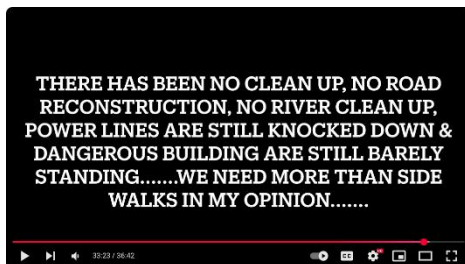 THERE HAS BEEN NO CLEAN UP, NO ROAD
RECONSTRUCTION, NO RIVER CLEAN UP,
POWER LINES ARE STILL KNOCKED DOWN &
DANGEROUS BUILDING ARE STILL BARELY
STANDING.......WE NEED MORE THAN SIDE
WALKS IN MY OPINION.......
33:23 / 36:42
CC